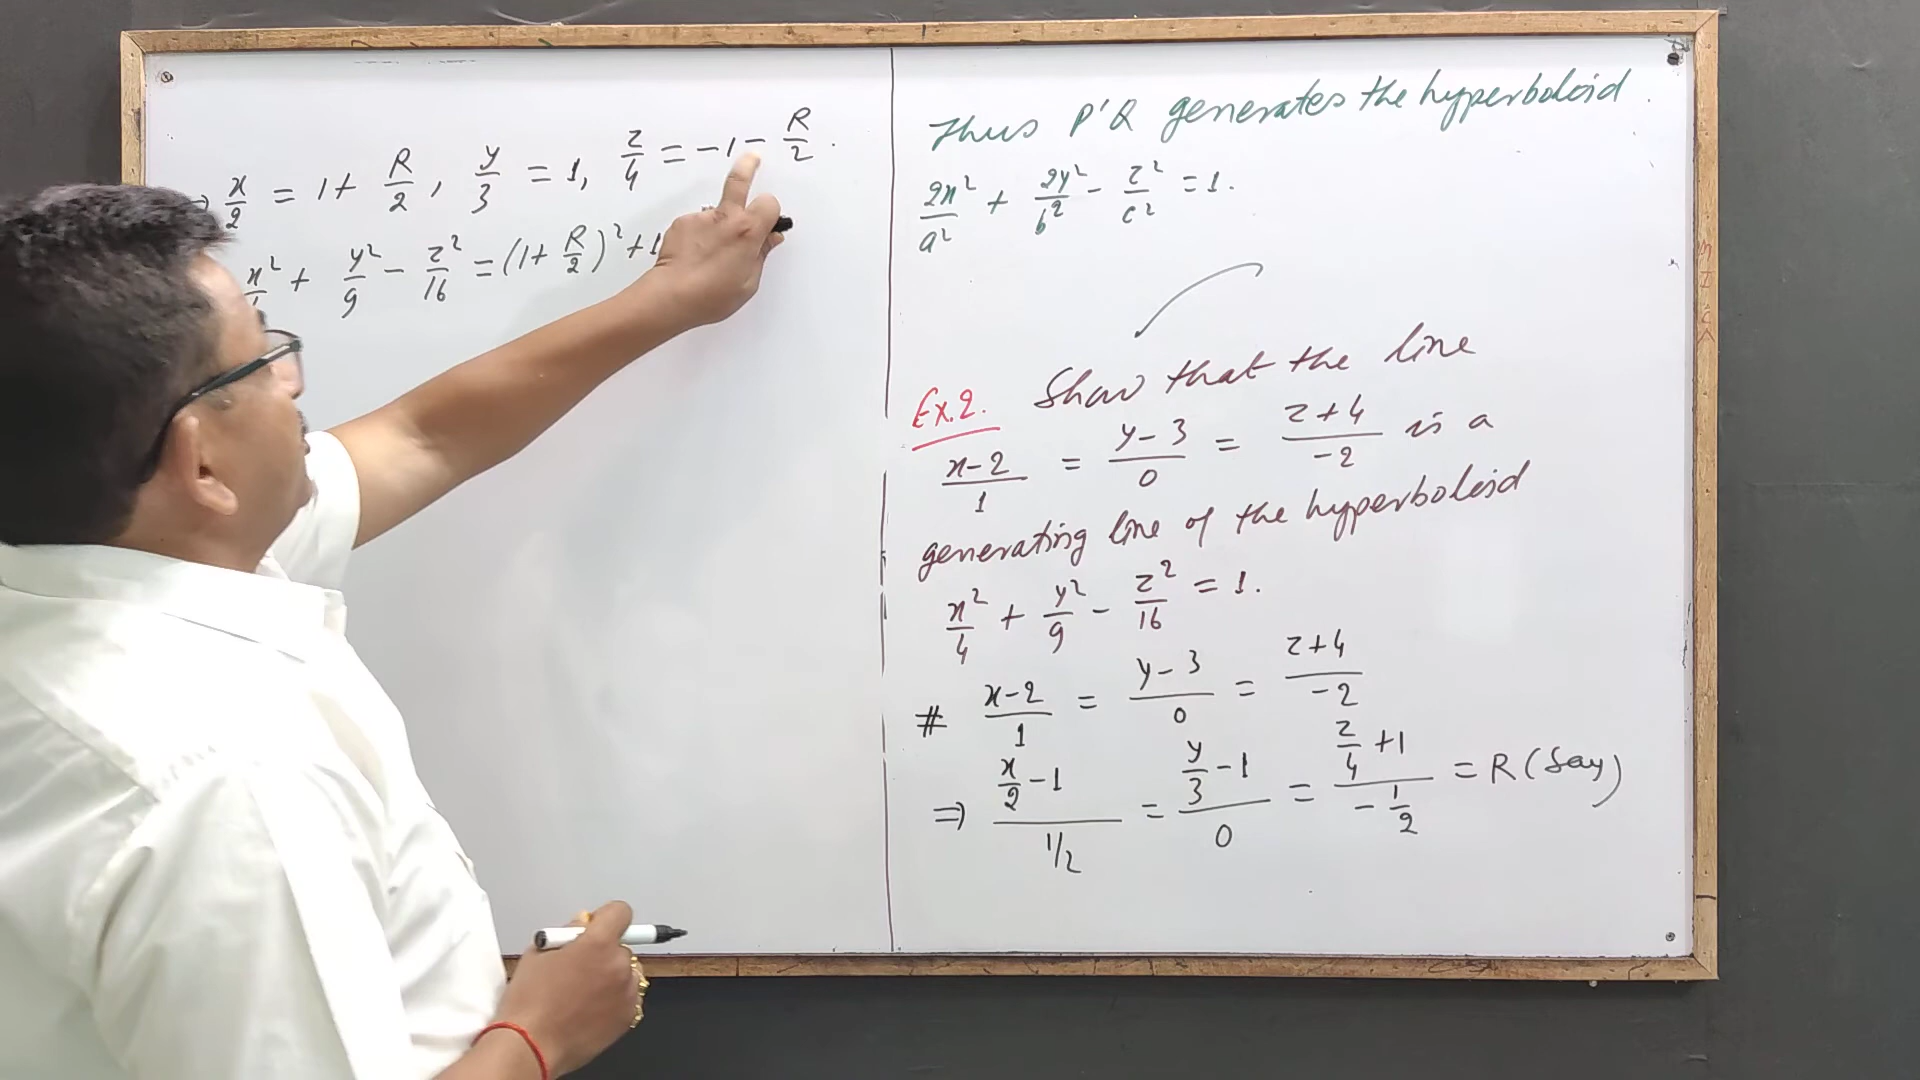 ⇒ x/2 = 1 + R/2, y/3 = 1, z/4 = -1 - R/2.
x²/4 + y²/9 - z²/16 = (1 + R/2)² + 1
Thus P'Q generates the hyperboloid
2x²/a² + 2y²/b² - z²/c² = 1.
Ex.2. Show that the line
x-2/1 = y-3/0 = z+4/-2 is a
generating line of the hyperboloid
x²/4 + y²/9 - z²/16 = 1.
# x-2/1 = y-3/0 = z+4/-2
⇒ (x/2 - 1)/(1/2) = (y/3 - 1)/0 = (z/4 + 1)/(-1/2) = R (Say)